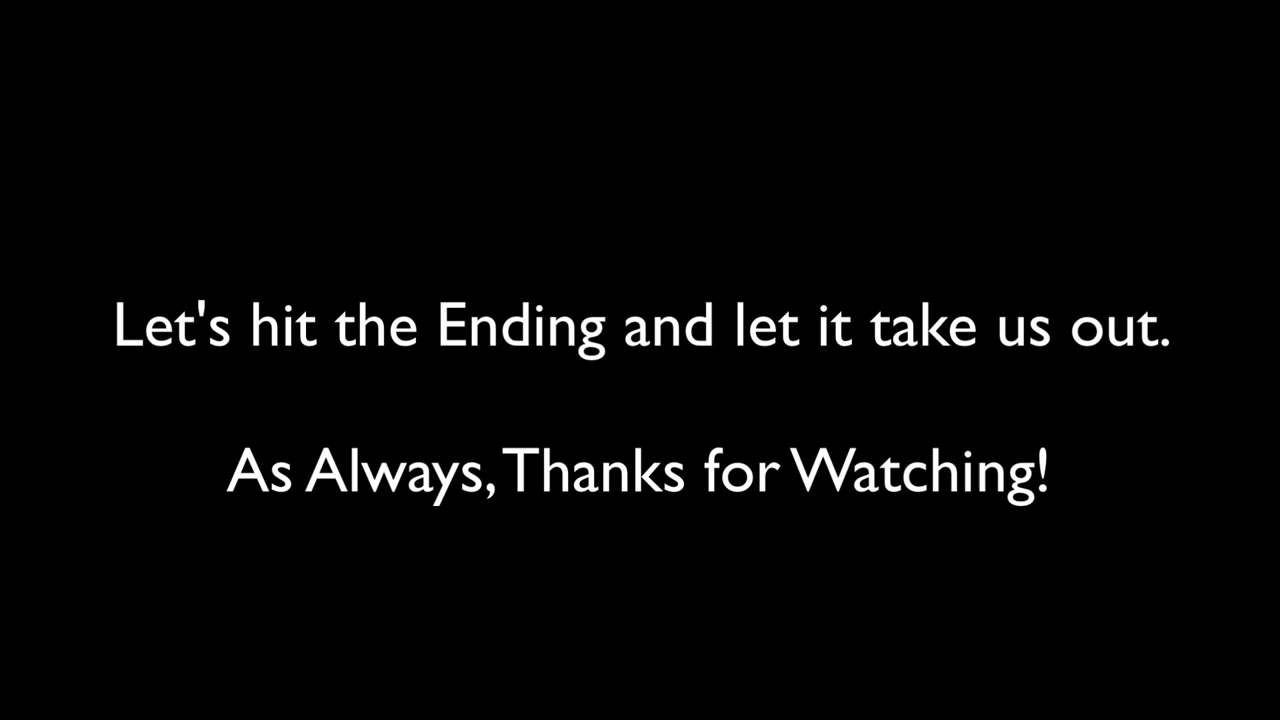 Let's hit the Ending and let it take us out.
As Always, Thanks for Watching!